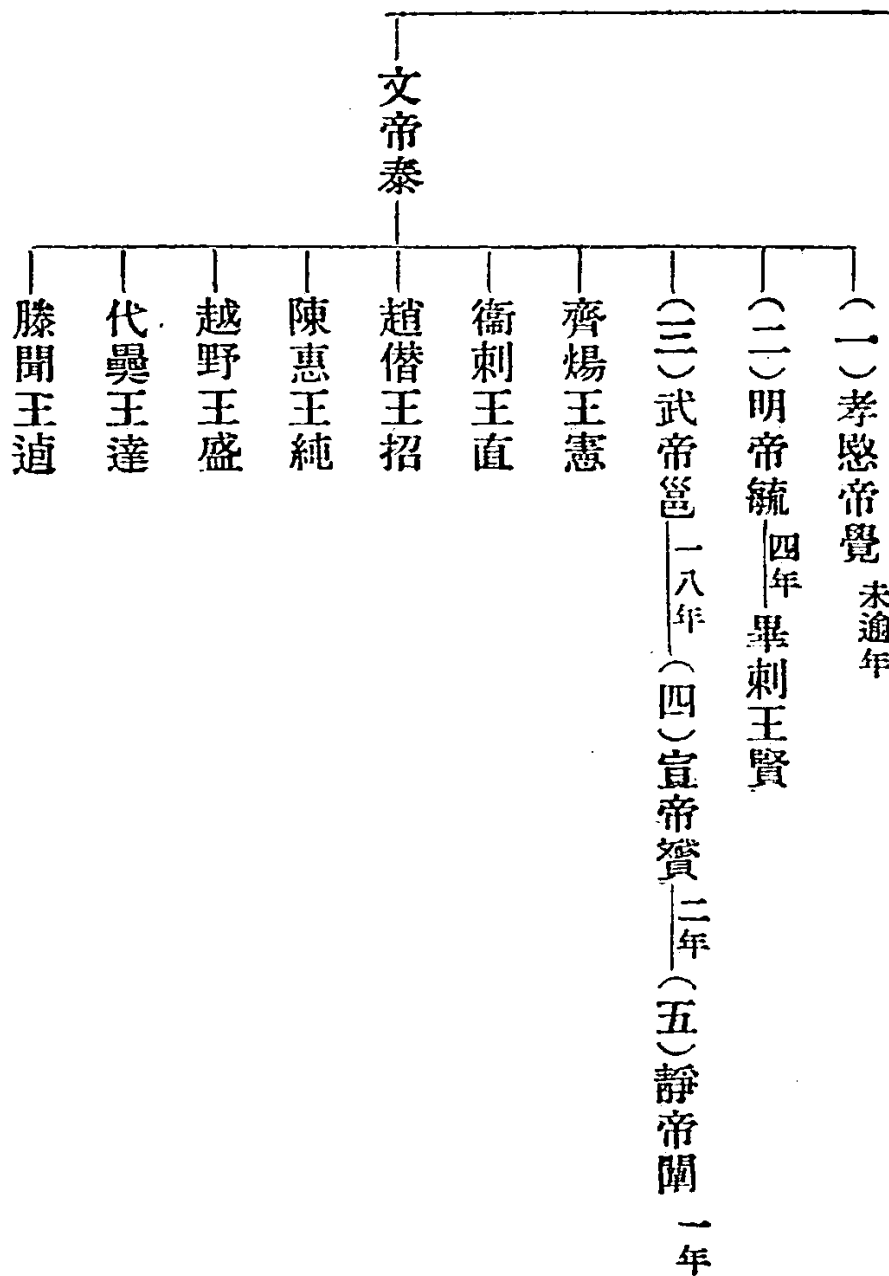 文帝泰
（一）孝愍帝覺 未逾年
（二）明帝毓 四年 畢剌王賢
（三）武帝邕 一八年 （四）宣帝贇 二年 （五）靜帝闡 一年
齊煬王憲
衞剌王直
趙僭王招
陳惠王純
越野王盛
代奰王達
滕聞王逌